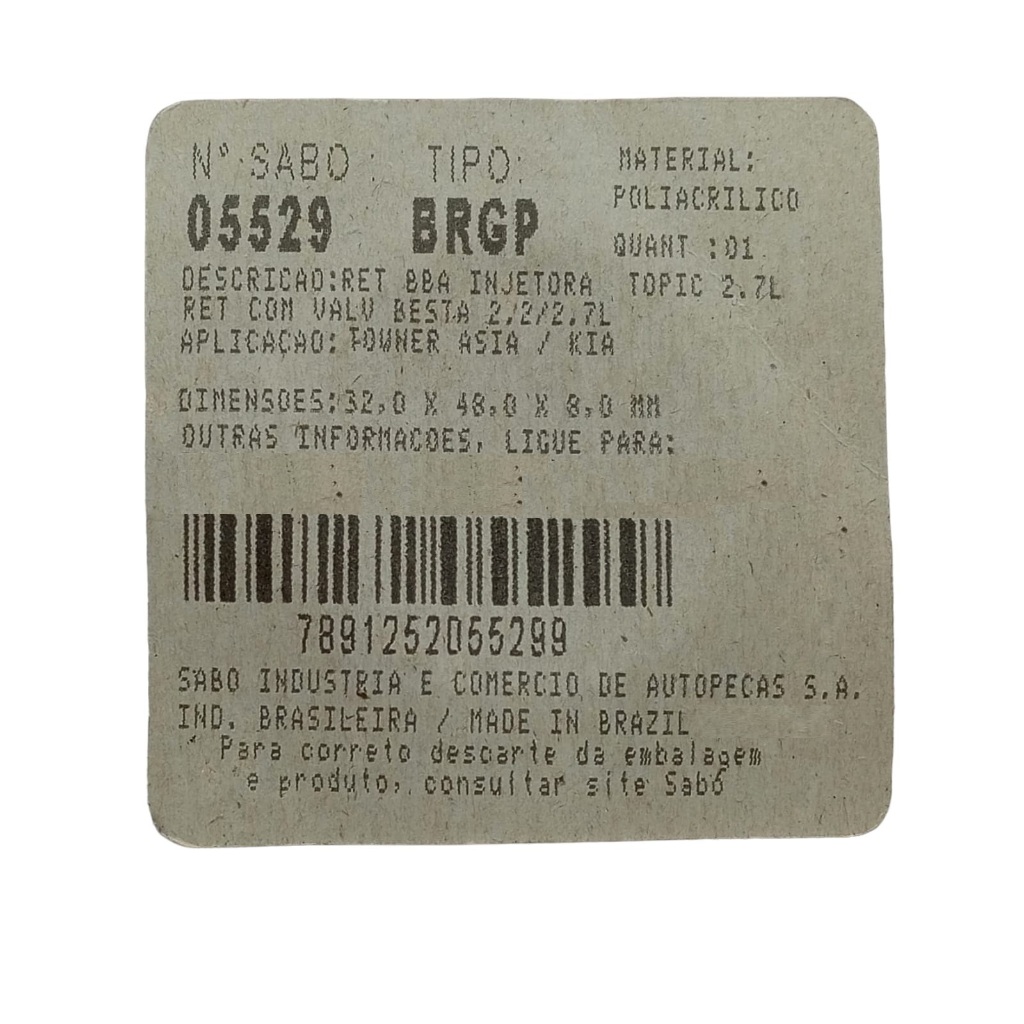 Nº SABO : TIPO: MATERIAL:
05529 BRGP POLIACRILICO
QUANT :01
DESCRICAO:RET BBA INJETORA TOPIC 2.7L
RET COM VALV BESTA 2/2/2.7L
APLICACAO: TOWNER ASIA / KIA
DIMENSOES:32,0 X 48,0 X 8,0 MM
OUTRAS INFORMACOES, LIGUE PARA:
7891252055299
SABO INDUSTRIA E COMERCIO DE AUTOPECAS S.A.
IND. BRASILEIRA / MADE IN BRAZIL
Para correto descarte da embalagem
e produto, consultar site Sabó